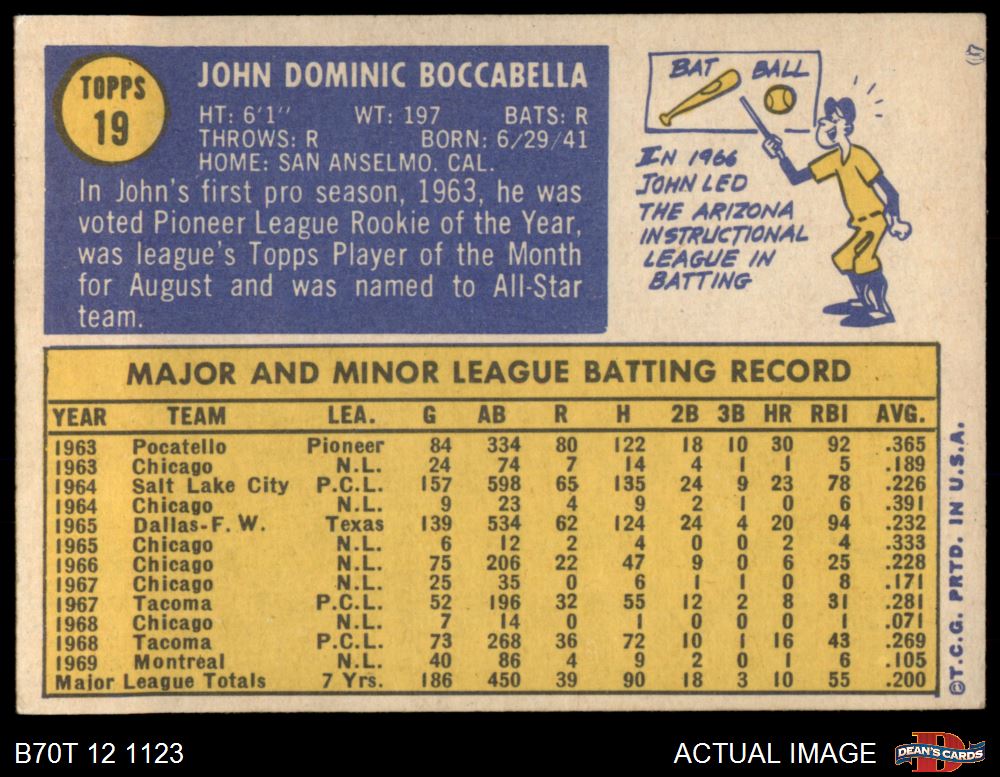 TOPPS
19
JOHN DOMINIC BOCCABELLA
HT: 6'1'' WT: 197 BATS: R
THROWS: R BORN: 6/29/41
HOME: SAN ANSELMO. CAL.
In John's first pro season, 1963, he was
voted Pioneer League Rookie of the Year,
was league's Topps Player of the Month
for August and was named to All-Star
team.
BAT BALL
IN 1966
JOHN LED
THE ARIZONA
INSTRUCTIONAL
LEAGUE IN
BATTING
MAJOR AND MINOR LEAGUE BATTING RECORD
YEAR TEAM LEA. G AB R H 2B 3B HR RBI AVG.
1963 Pocatello Pioneer 84 334 80 122 18 10 30 92 .365
1963 Chicago N.L. 24 74 7 14 4 1 1 5 .189
1964 Salt Lake City P.C.L. 157 598 65 135 24 9 23 78 .226
1964 Chicago N.L. 9 23 4 9 2 1 0 6 .391
1965 Dallas-F. W. Texas 139 534 62 124 24 4 20 94 .232
1965 Chicago N.L. 6 12 2 4 0 0 2 4 .333
1966 Chicago N.L. 75 206 22 47 9 0 6 25 .228
1967 Chicago N.L. 25 35 0 6 1 1 0 8 .171
1967 Tacoma P.C.L. 52 196 32 55 12 2 8 31 .281
1968 Chicago N.L. 7 14 0 1 0 0 0 1 .071
1968 Tacoma P.C.L. 73 268 36 72 10 1 16 43 .269
1969 Montreal N.L. 40 86 4 9 2 0 1 6 .105
Major League Totals 7 Yrs. 186 450 39 90 18 3 10 55 .200
©T.C.G. PRTD. IN U.S.A.
B70T 12 1123
ACTUAL IMAGE
DEAN'S CARDS